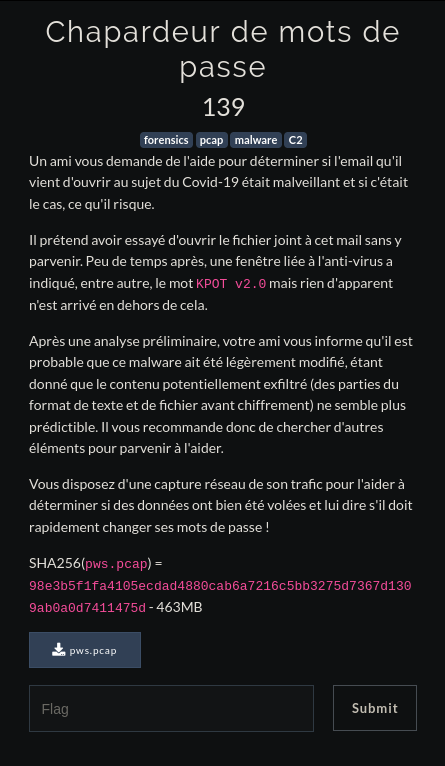 Chapardeur de mots de
passe
139
forensics pcap malware C2
Un ami vous demande de l'aide pour déterminer si l'email qu'il
vient d'ouvrir au sujet du Covid-19 était malveillant et si c'était
le cas, ce qu'il risque.
Il prétend avoir essayé d'ouvrir le fichier joint à cet mail sans y
parvenir. Peu de temps après, une fenêtre liée à l'anti-virus a
indiqué, entre autre, le mot KPOT v2.0 mais rien d'apparent
n'est arrivé en dehors de cela.
Après une analyse préliminaire, votre ami vous informe qu'il est
probable que ce malware ait été légèrement modifié, étant
donné que le contenu potentiellement exfiltré (des parties du
format de texte et de fichier avant chiffrement) ne semble plus
prédictible. Il vous recommande donc de chercher d'autres
éléments pour parvenir à l'aider.
Vous disposez d'une capture réseau de son trafic pour l'aider à
déterminer si des données ont bien été volées et lui dire s'il doit
rapidement changer ses mots de passe !
SHA256(pws.pcap) =
98e3b5f1fa4105ecdad4880cab6a7216c5bb3275d7367d130
9ab0a0d7411475d - 463MB
pws.pcap
Flag
Submit